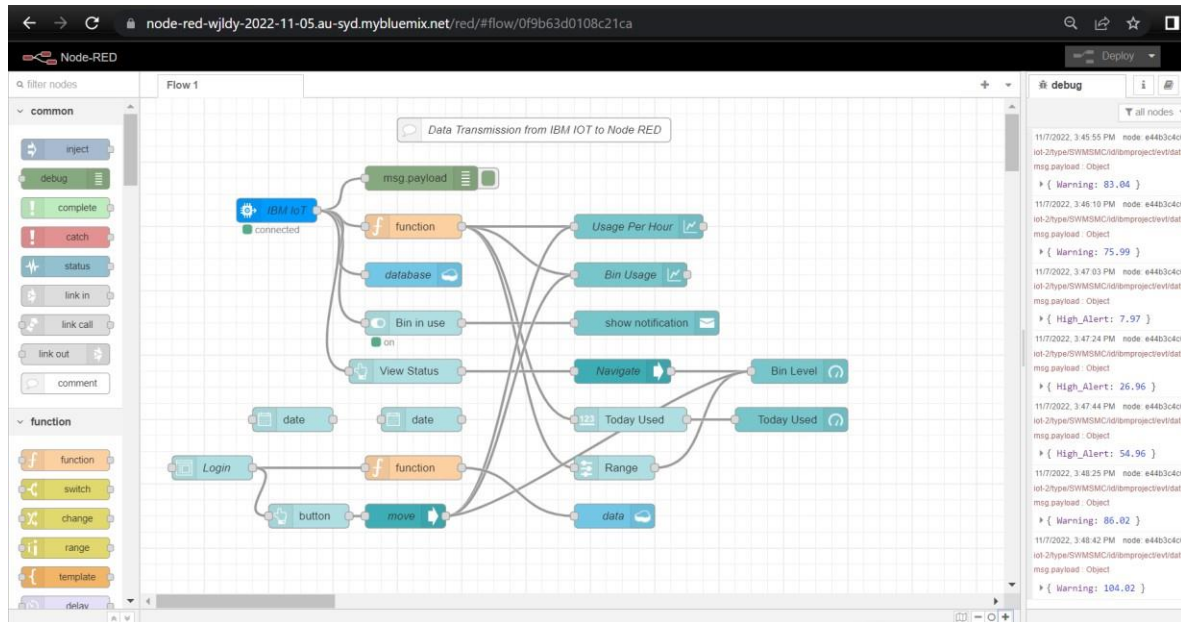 node-red-wjldy-2022-11-05.au-syd.mybluemix.net/red/#flow/0f9b63d0108c21ca
Node-RED
Deploy
filter nodes
common
inject
debug
complete
catch
status
link in
link call
link out
comment
function
function
switch
change
range
template
delay
Flow 1
Data Transmission from IBM IOT to Node RED
msg.payload
IBM IoT
connected
function
Usage Per Hour
database
Bin Usage
Bin in use
on
show notification
View Status
Navigate
Bin Level
date
date
123
Today Used
Today Used
Login
function
Range
button
move
data
debug
i
all nodes
11/7/2022, 3:45:55 PM node: e44b3c4c
iot-2/type/SWMSMC/id/ibmproject/evt/dat
msg.payload : Object
{ Warning: 83.04 }
11/7/2022, 3:46:10 PM node: e44b3c4c
iot-2/type/SWMSMC/id/ibmproject/evt/dat
msg.payload : Object
{ Warning: 75.99 }
11/7/2022, 3:47:03 PM node: e44b3c4c
iot-2/type/SWMSMC/id/ibmproject/evt/dat
msg.payload : Object
{ High_Alert: 7.97 }
11/7/2022, 3:47:24 PM node: e44b3c4c
iot-2/type/SWMSMC/id/ibmproject/evt/dat
msg.payload : Object
{ High_Alert: 26.96 }
11/7/2022, 3:47:44 PM node: e44b3c4c
iot-2/type/SWMSMC/id/ibmproject/evt/dat
msg.payload : Object
{ High_Alert: 54.96 }
11/7/2022, 3:48:25 PM node: e44b3c4c
iot-2/type/SWMSMC/id/ibmproject/evt/dat
msg.payload : Object
{ Warning: 86.02 }
11/7/2022, 3:48:42 PM node: e44b3c4c
iot-2/type/SWMSMC/id/ibmproject/evt/dat
msg.payload : Object
{ Warning: 104.02 }